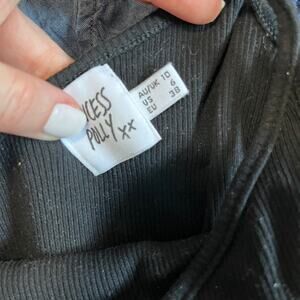 CESS
POLLY
xx
AU/UK 10
US 6
EU 38